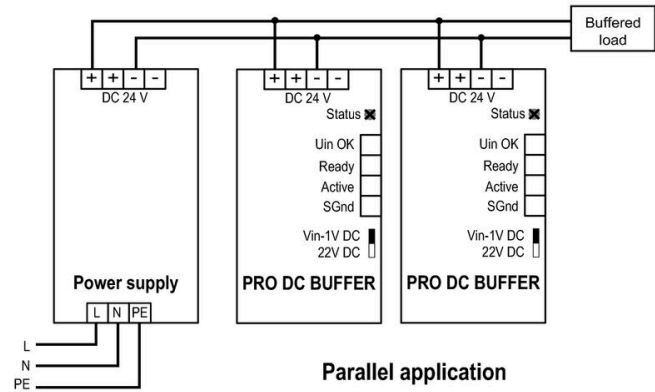 Buffered
load
+ + - -
DC 24 V
Power supply
L N PE
L
N
PE
+ + - -
DC 24 V
Status
Uin OK
Ready
Active
SGnd
Vin-1V DC
22V DC
PRO DC BUFFER
+ + - -
DC 24 V
Status
Uin OK
Ready
Active
SGnd
Vin-1V DC
22V DC
PRO DC BUFFER
Parallel application